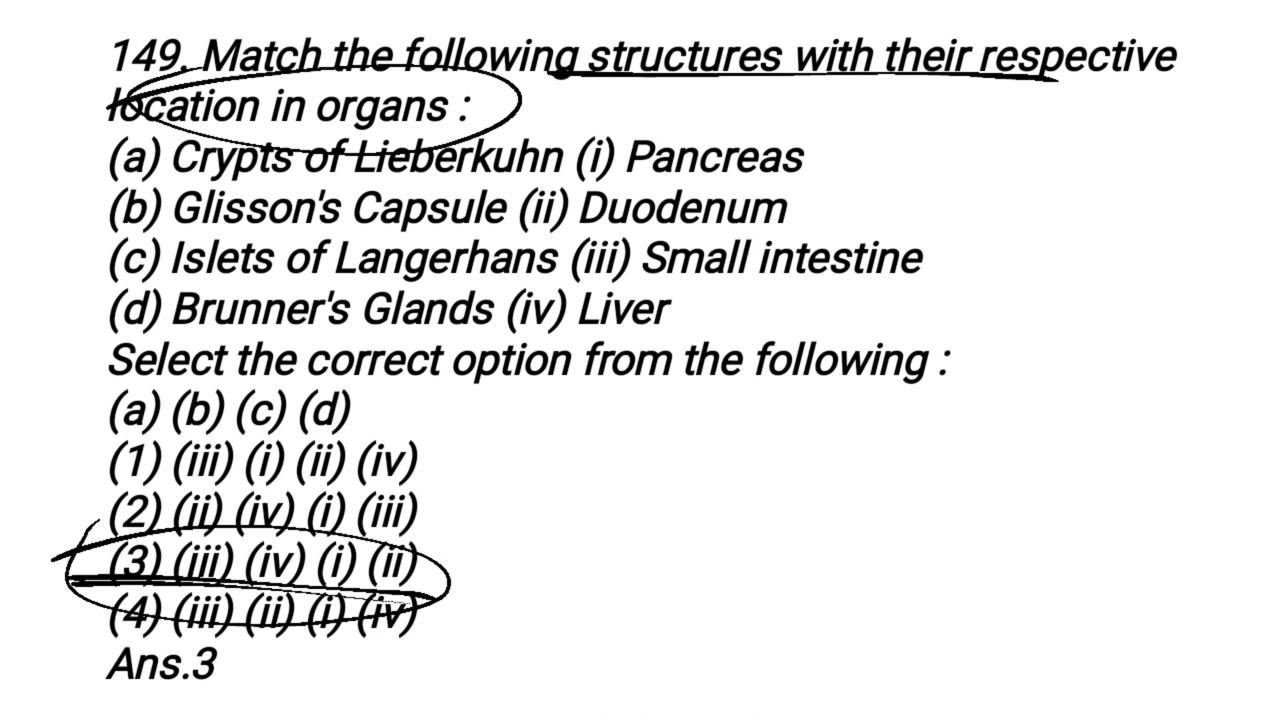 149. Match the following structures with their respective
location in organs :
(a) Crypts of Lieberkuhn (i) Pancreas
(b) Glisson's Capsule (ii) Duodenum
(c) Islets of Langerhans (iii) Small intestine
(d) Brunner's Glands (iv) Liver
Select the correct option from the following :
(a) (b) (c) (d)
(1) (iii) (i) (ii) (iv)
(2) (ii) (iv) (i) (iii)
(3) (iii) (iv) (i) (ii)
(4) (iii) (ii) (i) (iv)
Ans.3